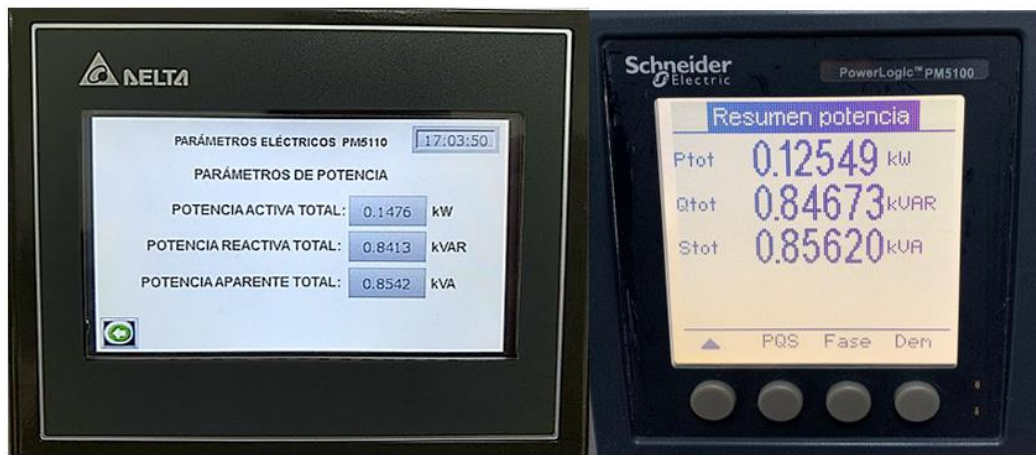 DELTA
PARÁMETROS ELÉCTRICOS PM5110 17:03:50
PARÁMETROS DE POTENCIA
POTENCIA ACTIVA TOTAL: 0.1476 kW
POTENCIA REACTIVA TOTAL: 0.8413 kVAR
POTENCIA APARENTE TOTAL: 0.8542 kVA
Schneider
Electric
PowerLogic™ PM5100
Resumen potencia
Ptot 0.12549 kW
Qtot 0.84673 kVAR
Stot 0.85620 kVA
PQS Fase Dem